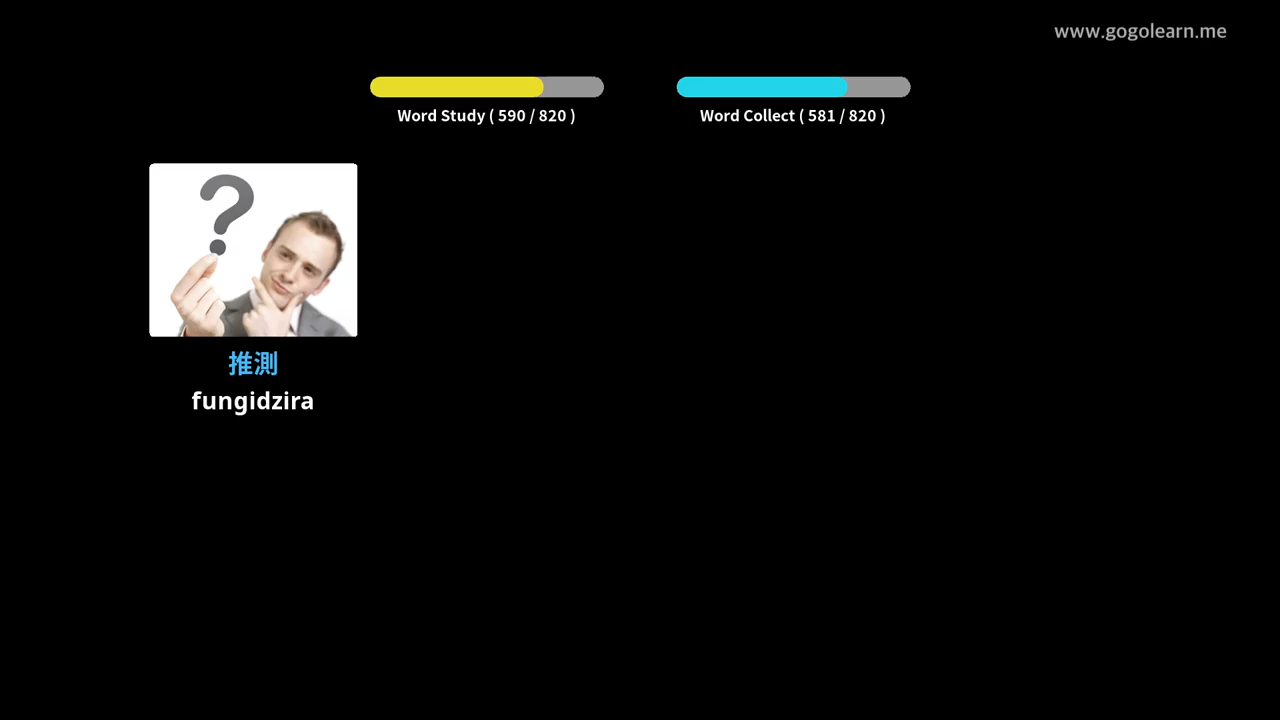 www.gogolearn.me
Word Study ( 590 / 820 )
Word Collect ( 581 / 820 )
?
推測
fungidzira